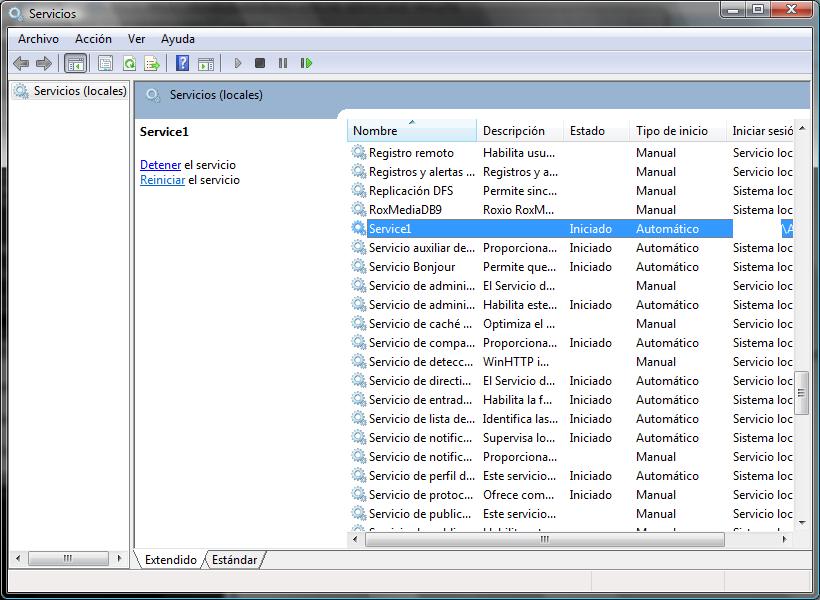 Servicios
Archivo Acción Ver Ayuda
Servicios (locales)
Servicios (locales)
Service1
Detener el servicio
Reiniciar el servicio
Nombre Descripción Estado Tipo de inicio Iniciar sesió
Registro remoto Habilita usu... Manual Servicio loc
Registros y alertas ... Registros y a... Manual Servicio loc
Replicación DFS Permite sinc... Manual Sistema loc
RoxMediaDB9 Roxio RoxM... Manual Sistema loc
Service1 Iniciado Automático \A
Servicio auxiliar de... Proporciona... Iniciado Automático Sistema loc
Servicio Bonjour Permite que... Iniciado Automático Sistema loc
Servicio de admini... El Servicio d... Manual Servicio loc
Servicio de admini... Habilita este... Iniciado Automático Sistema loc
Servicio de caché ... Optimiza el ... Manual Servicio loc
Servicio de compa... Proporciona... Iniciado Automático Sistema loc
Servicio de detecc... WinHTTP i... Manual Servicio loc
Servicio de directi... El Servicio d... Iniciado Automático Servicio loc
Servicio de entrad... Habilita la f... Iniciado Automático Sistema loc
Servicio de lista de... Identifica las... Iniciado Automático Servicio loc
Servicio de notific... Supervisa lo... Iniciado Automático Sistema loc
Servicio de notific... Proporciona... Manual Servicio loc
Servicio de perfil d... Este servicio... Iniciado Automático Sistema loc
Servicio de protoc... Ofrece com... Iniciado Manual Servicio loc
Servicio de public... Este servicio... Manual Servicio loc
Extendido Estándar